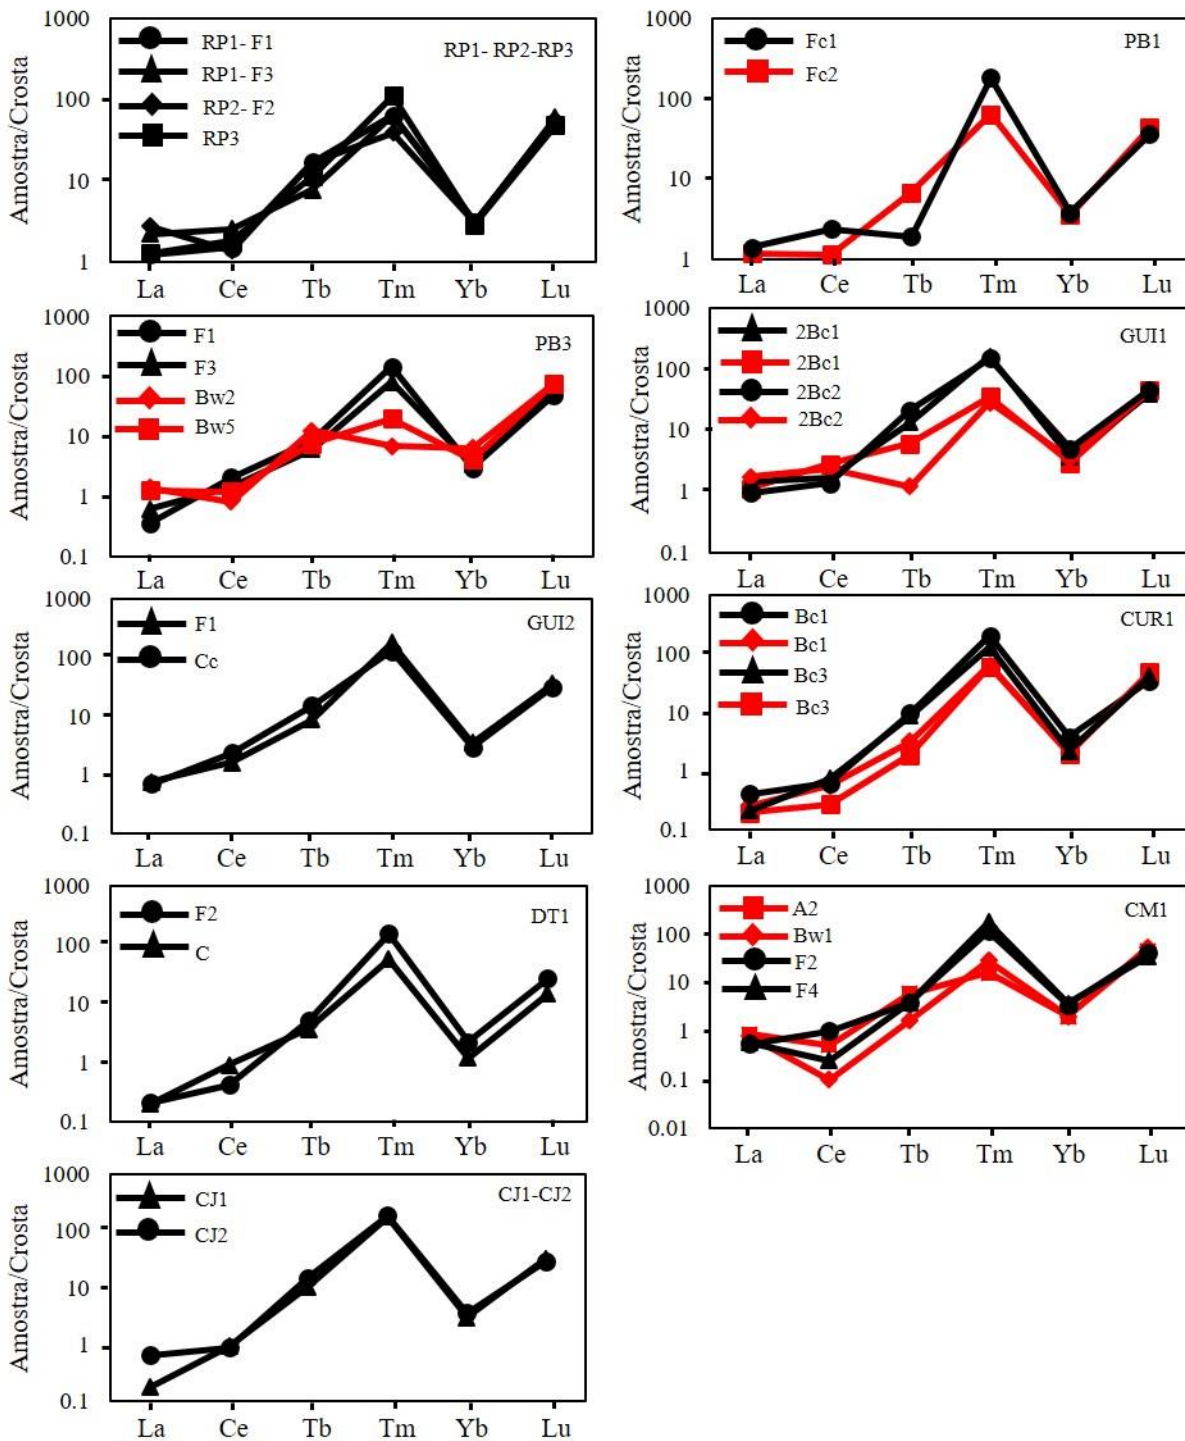 1000
100
10
1
Amostra/Crosta
RP1- F1
RP1- F3
RP2- F2
RP3
RP1- RP2-RP3
La Ce Tb Tm Yb Lu
1000
100
10
1
Amostra/Crosta
Fc1
Fc2
PB1
La Ce Tb Tm Yb Lu
1000
100
10
1
0.1
Amostra/Crosta
F1
F3
Bw2
Bw5
PB3
La Ce Tb Tm Yb Lu
1000
100
10
1
0.1
Amostra/Crosta
2Bc1
2Bc1
2Bc2
2Bc2
GUI1
La Ce Tb Tm Yb Lu
1000
100
10
1
0.1
Amostra/Crosta
F1
Cc
GUI2
La Ce Tb Tm Yb Lu
1000
100
10
1
0.1
Amostra/Crosta
Bc1
Bc1
Bc3
Bc3
CUR1
La Ce Tb Tm Yb Lu
1000
100
10
1
0.1
Amostra/Crosta
F2
C
DT1
La Ce Tb Tm Yb Lu
1000
100
10
1
0.1
0.01
Amostra/Crosta
A2
Bw1
F2
F4
CM1
La Ce Tb Tm Yb Lu
1000
100
10
1
0.1
Amostra/Crosta
CJ1
CJ2
CJ1-CJ2
La Ce Tb Tm Yb Lu